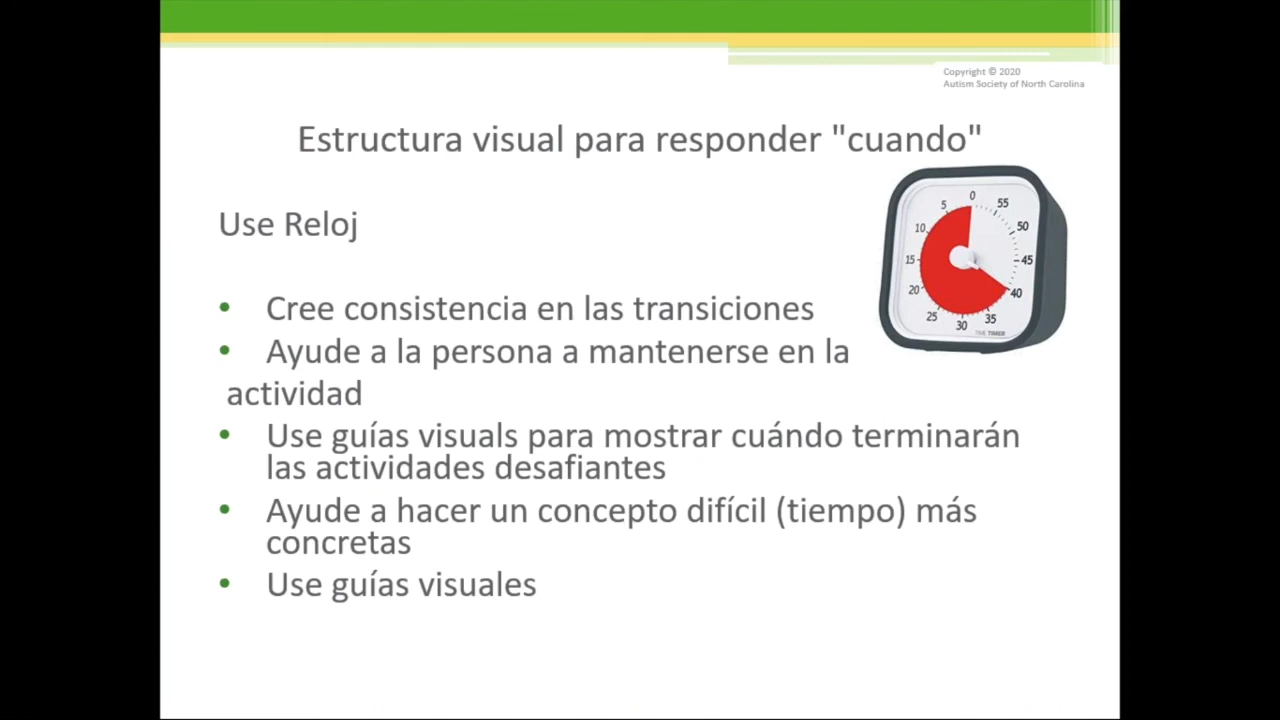 Copyright © 2020
Autism Society of North Carolina
Estructura visual para responder "cuando"
Use Reloj
0
5
55
10
50
15
45
20
40
25
35
30
TIME TIMER
• Cree consistencia en las transiciones
• Ayude a la persona a mantenerse en la
actividad
• Use guías visuals para mostrar cuándo terminarán
las actividades desafiantes
• Ayude a hacer un concepto difícil (tiempo) más
concretas
• Use guías visuales